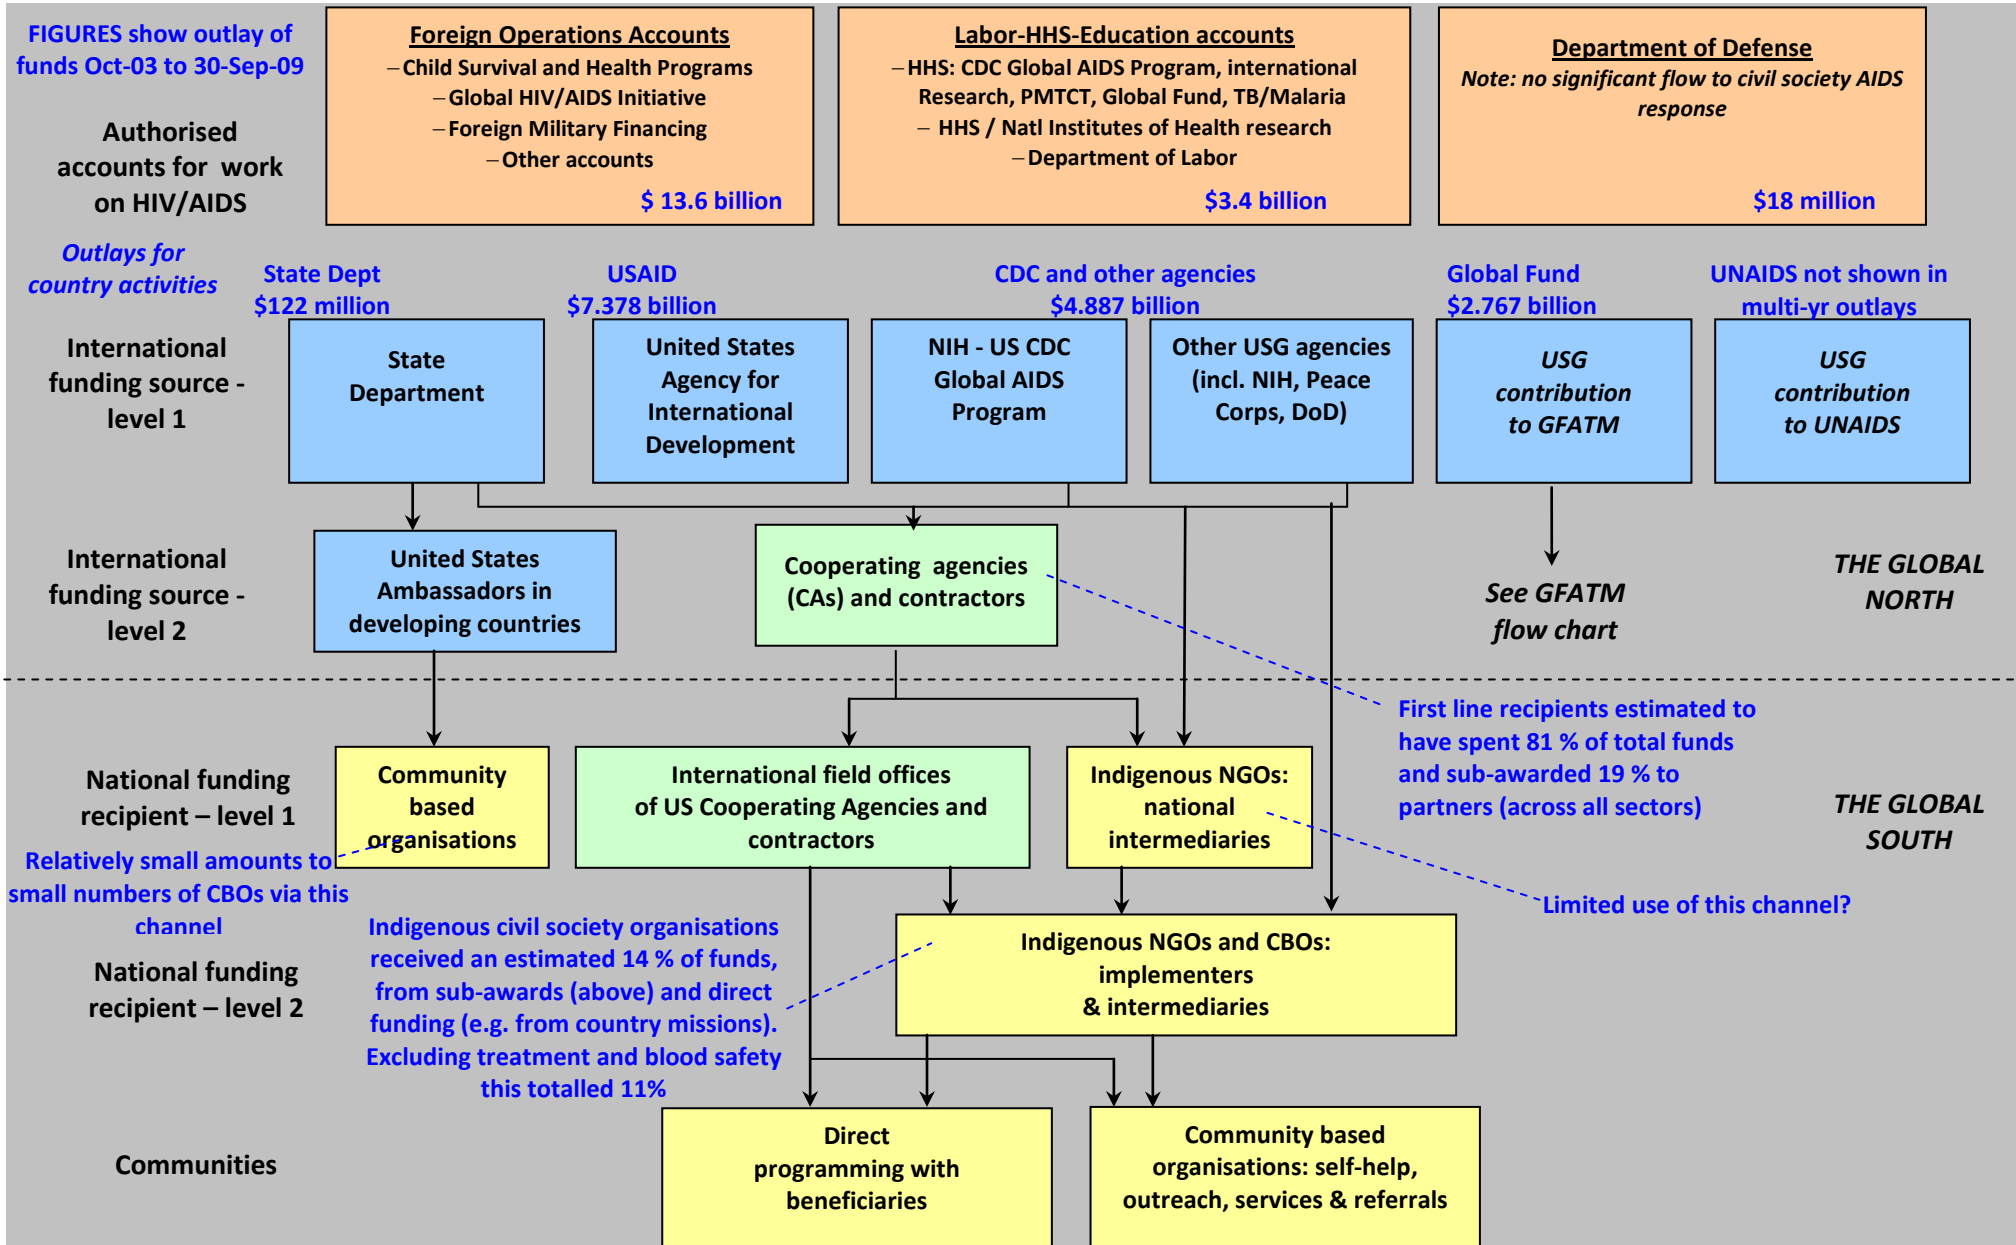 FIGURES show outlay of
funds Oct-03 to 30-Sep-09
Authorised
accounts for work
on HIV/AIDS
Foreign Operations Accounts
– Child Survival and Health Programs
– Global HIV/AIDS Initiative
– Foreign Military Financing
– Other accounts
$ 13.6 billion
Labor-HHS-Education accounts
– HHS: CDC Global AIDS Program, international
Research, PMTCT, Global Fund, TB/Malaria
– HHS / Natl Institutes of Health research
– Department of Labor
$3.4 billion
Department of Defense
Note: no significant flow to civil society AIDS
response
$18 million
Outlays for
country activities
State Dept
$122 million
USAID
$7.378 billion
CDC and other agencies
$4.887 billion
Global Fund
$2.767 billion
UNAIDS not shown in
multi-yr outlays
International
funding source -
level 1
State
Department
United States
Agency for
International
Development
NIH - US CDC
Global AIDS
Program
Other USG agencies
(incl. NIH, Peace
Corps, DoD)
USG
contribution
to GFATM
USG
contribution
to UNAIDS
International
funding source -
level 2
United States
Ambassadors in
developing countries
Cooperating agencies
(CAs) and contractors
See GFATM
flow chart
THE GLOBAL
NORTH
First line recipients estimated to
have spent 81 % of total funds
and sub-awarded 19 % to
partners (across all sectors)
National funding
recipient – level 1
Community
based
organisations
International field offices
of US Cooperating Agencies and
contractors
Indigenous NGOs:
national
intermediaries
THE GLOBAL
SOUTH
Relatively small amounts to
small numbers of CBOs via this
channel
Limited use of this channel?
National funding
recipient – level 2
Indigenous civil society organisations
received an estimated 14 % of funds,
from sub-awards (above) and direct
funding (e.g. from country missions).
Excluding treatment and blood safety
this totalled 11%
Indigenous NGOs and CBOs:
implementers
& intermediaries
Communities
Direct
programming with
beneficiaries
Community based
organisations: self-help,
outreach, services & referrals